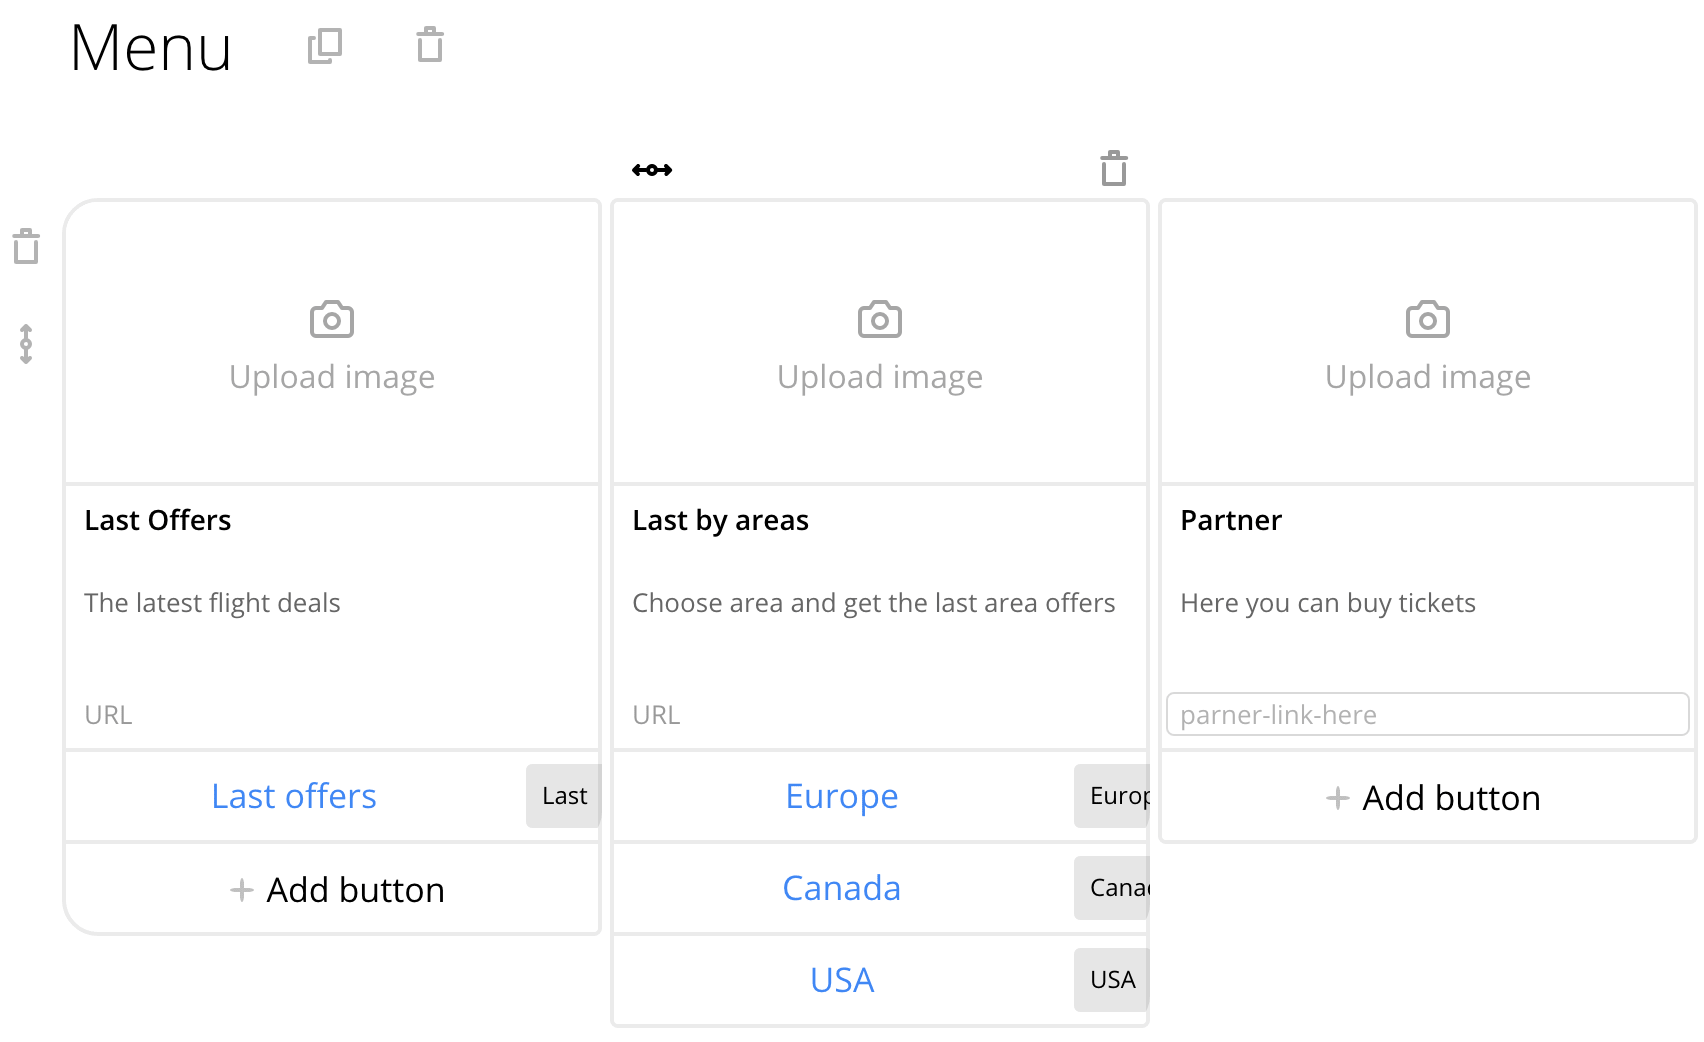 Menu
Upload image
Upload image
Upload image
Last Offers
The latest flight deals
URL
Last offers
Last
Add button
Last by areas
Choose area and get the last area offers
URL
Europe
Europ
Canada
Canac
USA
USA
Partner
Here you can buy tickets
parner-link-here
Add button